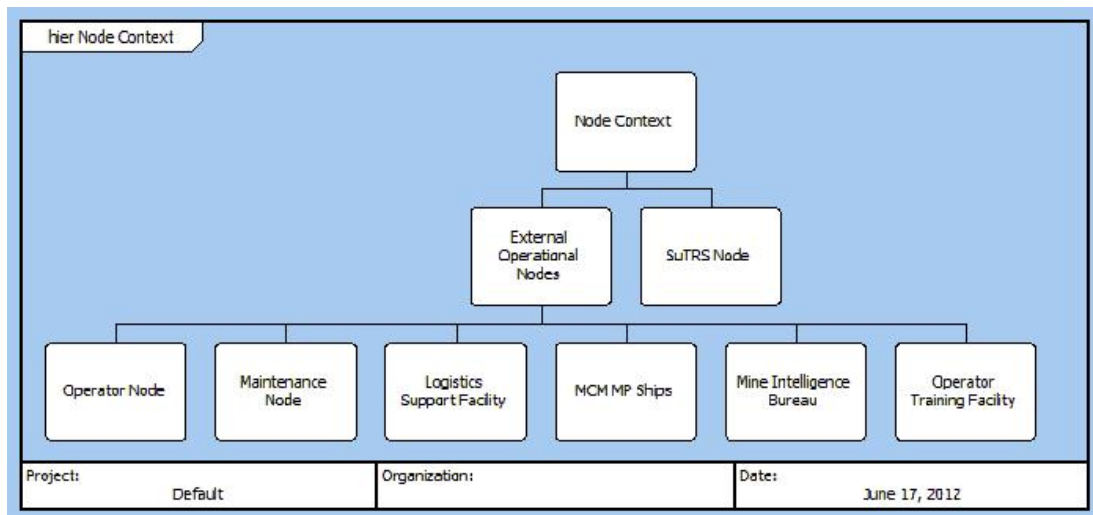 hier Node Context
Node Context
External
Operational
Nodes
SuTRS Node
Operator Node
Maintenance
Node
Logistics
Support Facility
MCM MP Ships
Mine Intelligence
Bureau
Operator
Training Facility
Project:
Default
Organization:
Date:
June 17, 2012